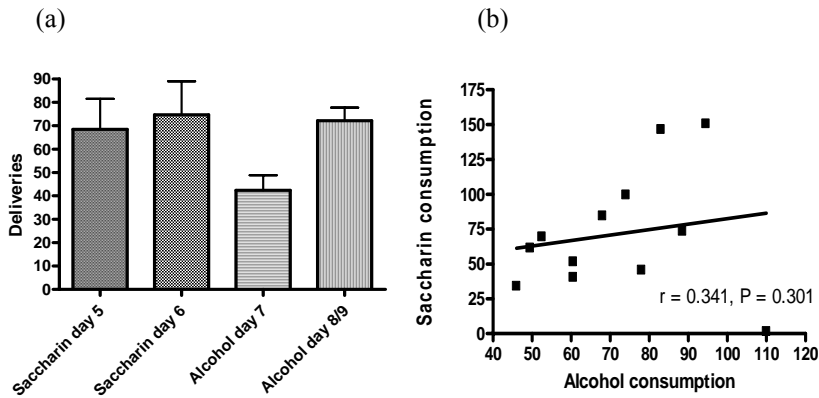 (a)
(b)
Deliveries
90
80
70
60
50
40
30
20
10
0
Saccharin day 5
Saccharin day 6
Alcohol day 7
Alcohol day 8/9
Saccharin consumption
175
150
125
100
75
50
25
0
r = 0.341, P = 0.301
40 50 60 70 80 90 100 110 120
Alcohol consumption